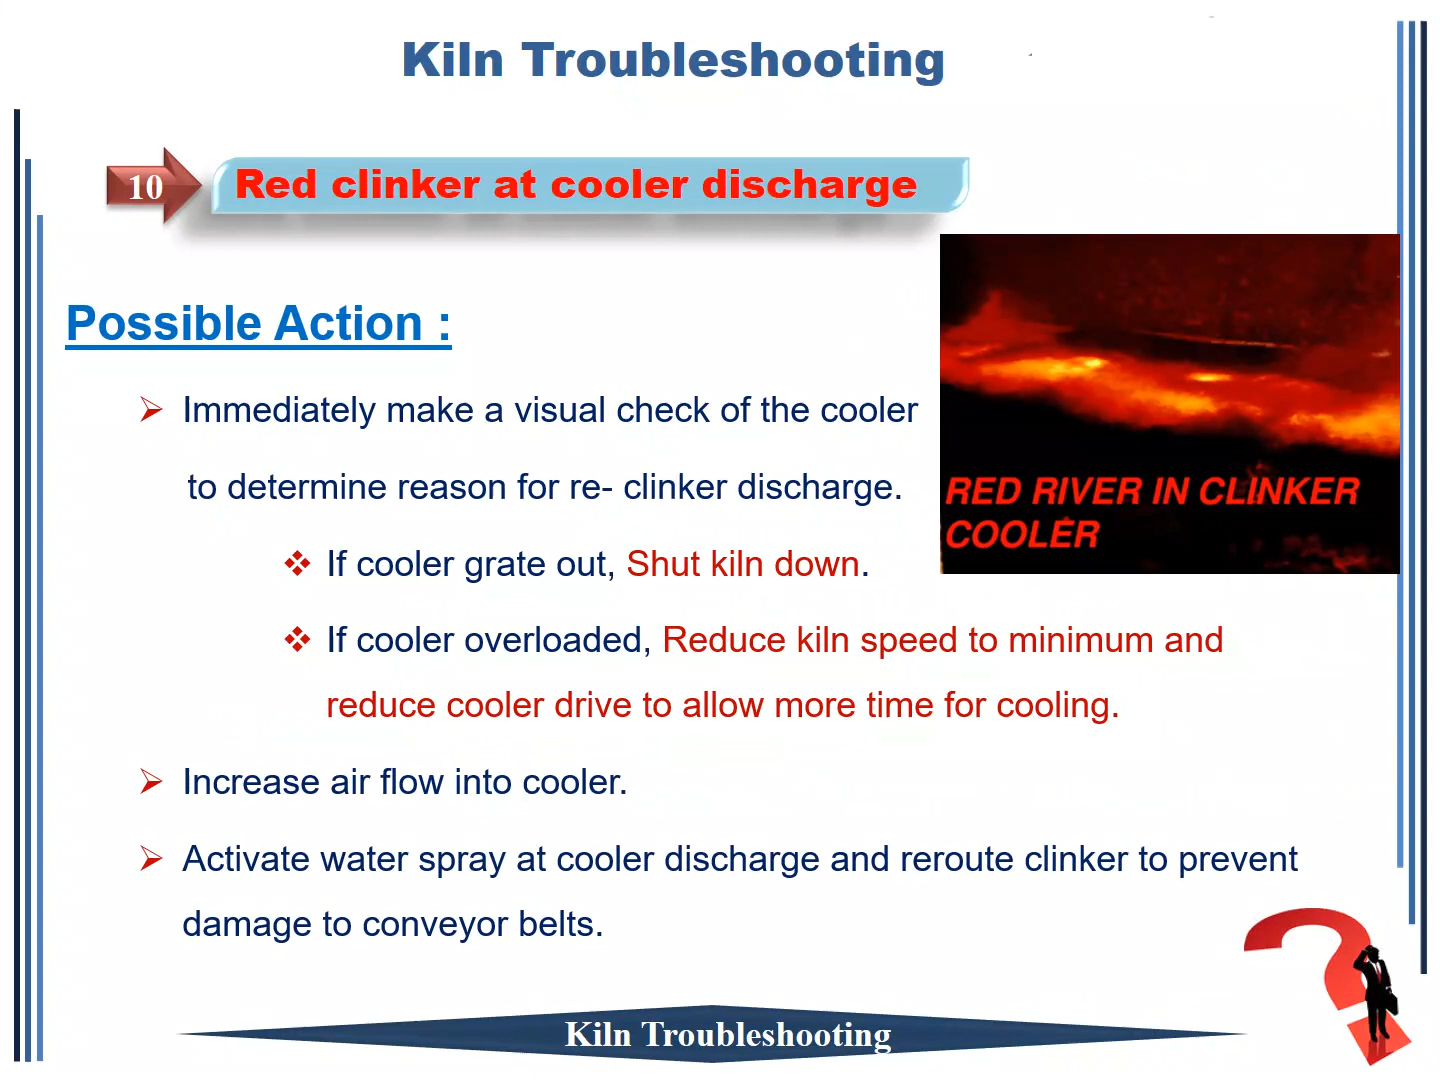 Kiln Troubleshooting
10
Red clinker at cooler discharge
Possible Action :
Immediately make a visual check of the cooler
to determine reason for re- clinker discharge.
RED RIVER IN CLINKER
COOLER
If cooler grate out, Shut kiln down.
If cooler overloaded, Reduce kiln speed to minimum and
reduce cooler drive to allow more time for cooling.
Increase air flow into cooler.
Activate water spray at cooler discharge and reroute clinker to prevent
damage to conveyor belts.
Kiln Troubleshooting